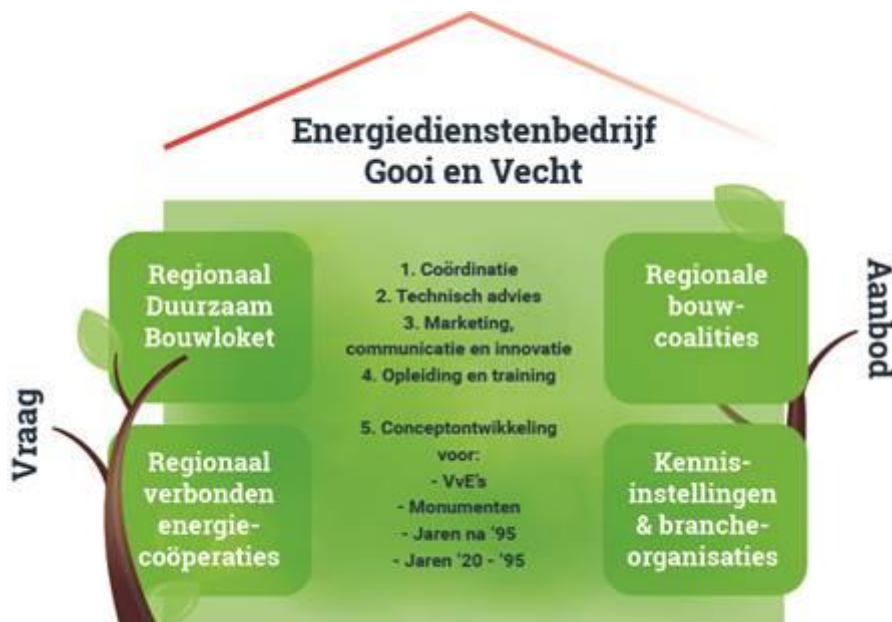 Energiedienstenbedrijf
Gooi en Vecht
Vraag
Regionaal
Duurzaam
Bouwloket
Regionaal
verbonden
energie-
coöperaties
1. Coördinatie
2. Technisch advies
3. Marketing,
communicatie en innovatie
4. Opleiding en training
5. Conceptontwikkeling
voor:
- VvE's
- Monumenten
- Jaren na '95
- Jaren '20 - '95
Regionale
bouw-
coalities
Kennis-
instellingen
& branche-
organisaties
Aanbod